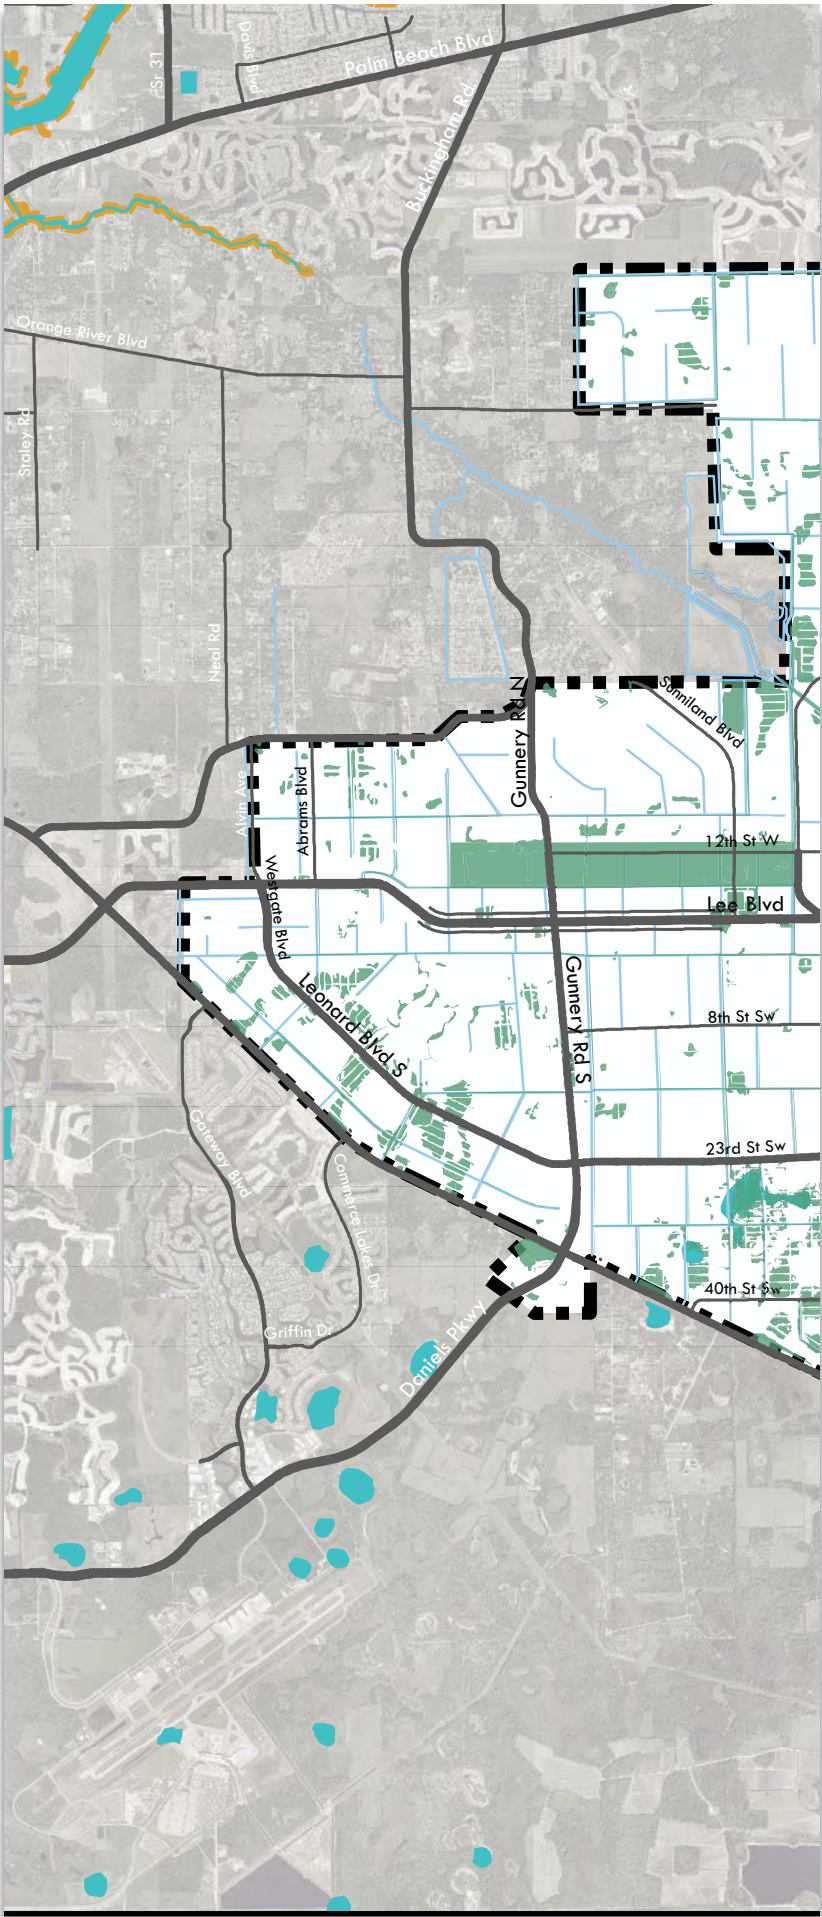 Sr 31
Davis Blvd
Palm Beach Blvd
Buckingham Rd
Orange River Blvd
Staley Rd
Neal Rd
Sunniland Blvd
Gunnery Rd N
Alvin Ave
Abrams Blvd
12th St W
Westgate Blvd
Lee Blvd
Leonard Blvd S
Gunnery Rd S
8th St Sw
Gateway Blvd
23rd St Sw
Commerce Lakes Dr
40th St Sw
Griffin Dr
Daniels Pkwy